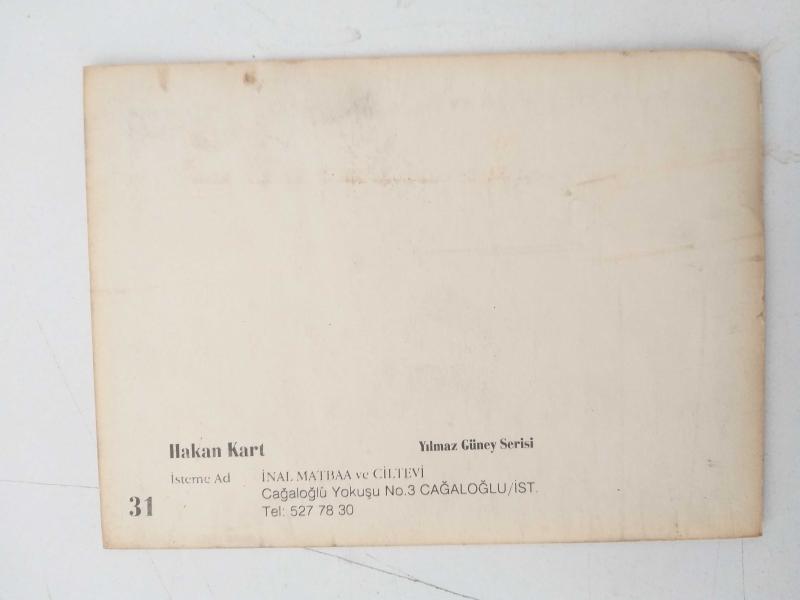 Hakan Kart
Yılmaz Güney Serisi
İsteme Ad
İNAL MATBAA ve CİLTEVİ
Cağaloğlu Yokuşu No.3 CAĞALOĞLU/İST.
Tel: 527 78 30
31